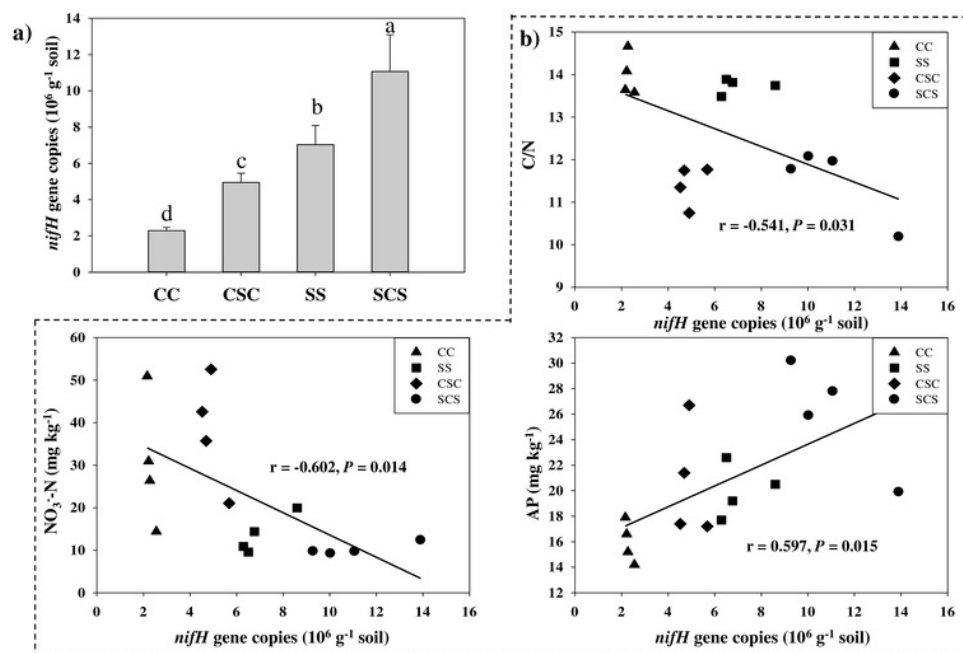 a)
nifH gene copies (10⁶ g⁻¹ soil)
14
12
10
8
6
4
2
0
d
c
b
a
CC
CSC
SS
SCS
b)
C/N
15
14
13
12
11
10
9
CC
SS
CSC
SCS
r = -0.541, P = 0.031
0 2 4 6 8 10 12 14 16
nifH gene copies (10⁶ g⁻¹ soil)
NO₃⁻-N (mg kg⁻¹)
60
50
40
30
20
10
0
CC
SS
CSC
SCS
r = -0.602, P = 0.014
0 2 4 6 8 10 12 14 16
nifH gene copies (10⁶ g⁻¹ soil)
AP (mg kg⁻¹)
32
30
28
26
24
22
20
18
16
14
12
CC
SS
CSC
SCS
r = 0.597, P = 0.015
0 2 4 6 8 10 12 14 16
nifH gene copies (10⁶ g⁻¹ soil)